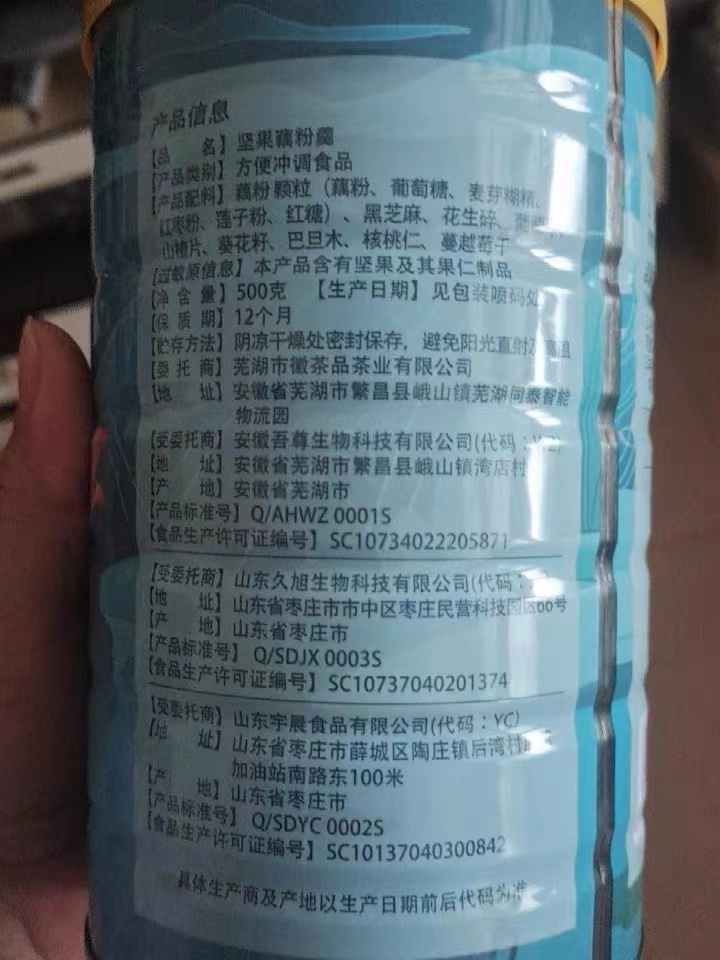 产品信息
【品 名】坚果藕粉羹
【产品类别】方便冲调食品
【产品配料】藕粉颗粒（藕粉、葡萄糖、麦芽糊精、
红枣粉、莲子粉、红糖）、黑芝麻、花生碎、
山楂片、葵花籽、巴旦木、核桃仁、蔓越莓干
【过敏原信息】本产品含有坚果及其果仁制品
【净 含 量】500克 【生产日期】见包装喷码处
【保 质 期】12个月
【贮存方法】阴凉干燥处密封保存，避免阳光直射 高温
【委 托 商】芜湖市徽茶品茶业有限公司
【地 址】安徽省芜湖市繁昌县峨山镇芜湖同泰智能
物流园
【受委托商】安徽吾尊生物科技有限公司(代码：
【地 址】安徽省芜湖市繁昌县峨山镇湾店村
【产 地】安徽省芜湖市
【产品标准号】Q/AHWZ 0001S
【食品生产许可证编号】SC10734022205871
【受委托商】山东久旭生物科技有限公司(代码：
【地 址】山东省枣庄市市中区枣庄民营科技园区66号
【产 地】山东省枣庄市
【产品标准号】Q/SDJX 0003S
【食品生产许可证编号】SC10737040201374
【受委托商】山东宇晨食品有限公司(代码：YC)
【地 址】山东省枣庄市薛城区陶庄镇后湾村
加油站南路东100米
【产 地】山东省枣庄市
【产品标准号】Q/SDYC 0002S
【食品生产许可证编号】SC10137040300842
具体生产商及产地以生产日期前后代码为准